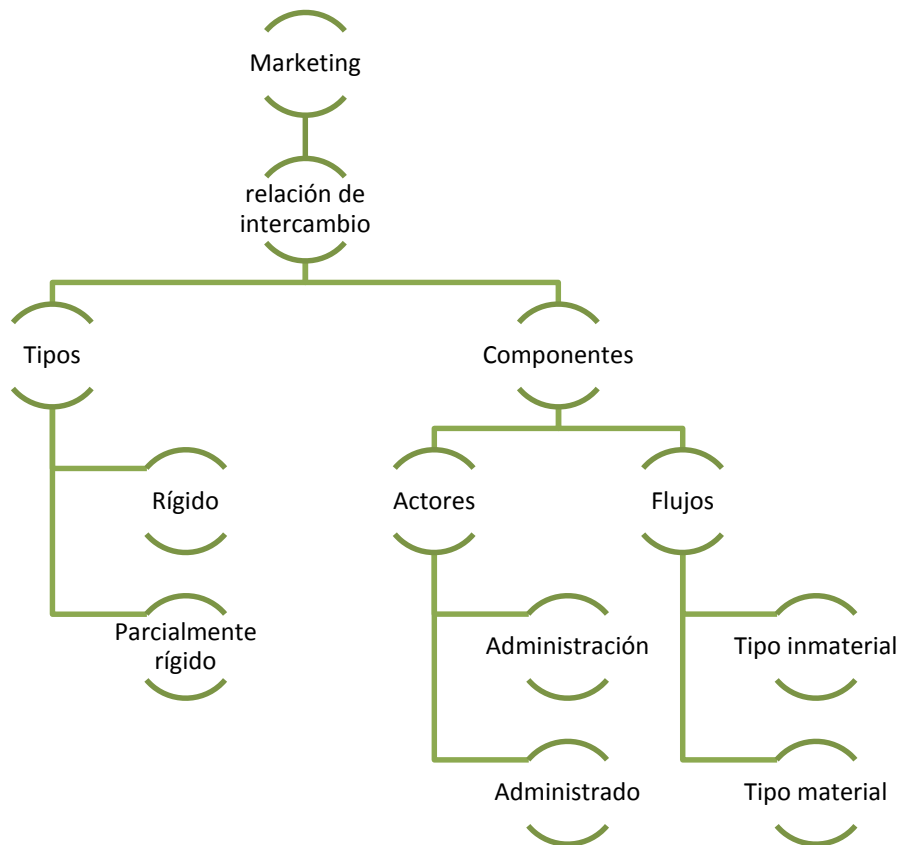 Marketing
relación de
intercambio
Tipos
Componentes
Rígido
Actores
Flujos
Parcialmente
rígido
Administración
Tipo inmaterial
Administrado
Tipo material